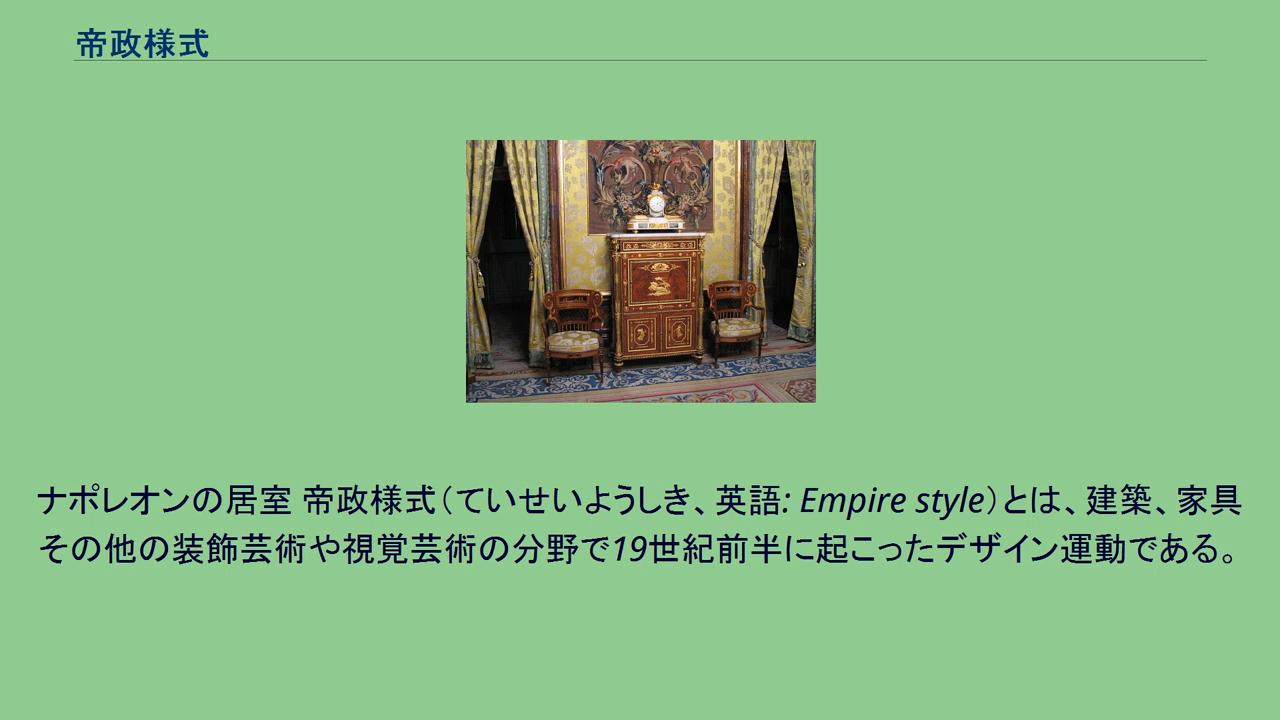 帝政様式
ナポレオンの居室 帝政様式（ていせいようしき、英語: Empire style）とは、建築、家具
その他の装飾芸術や視覚芸術の分野で19世紀前半に起こったデザイン運動である。